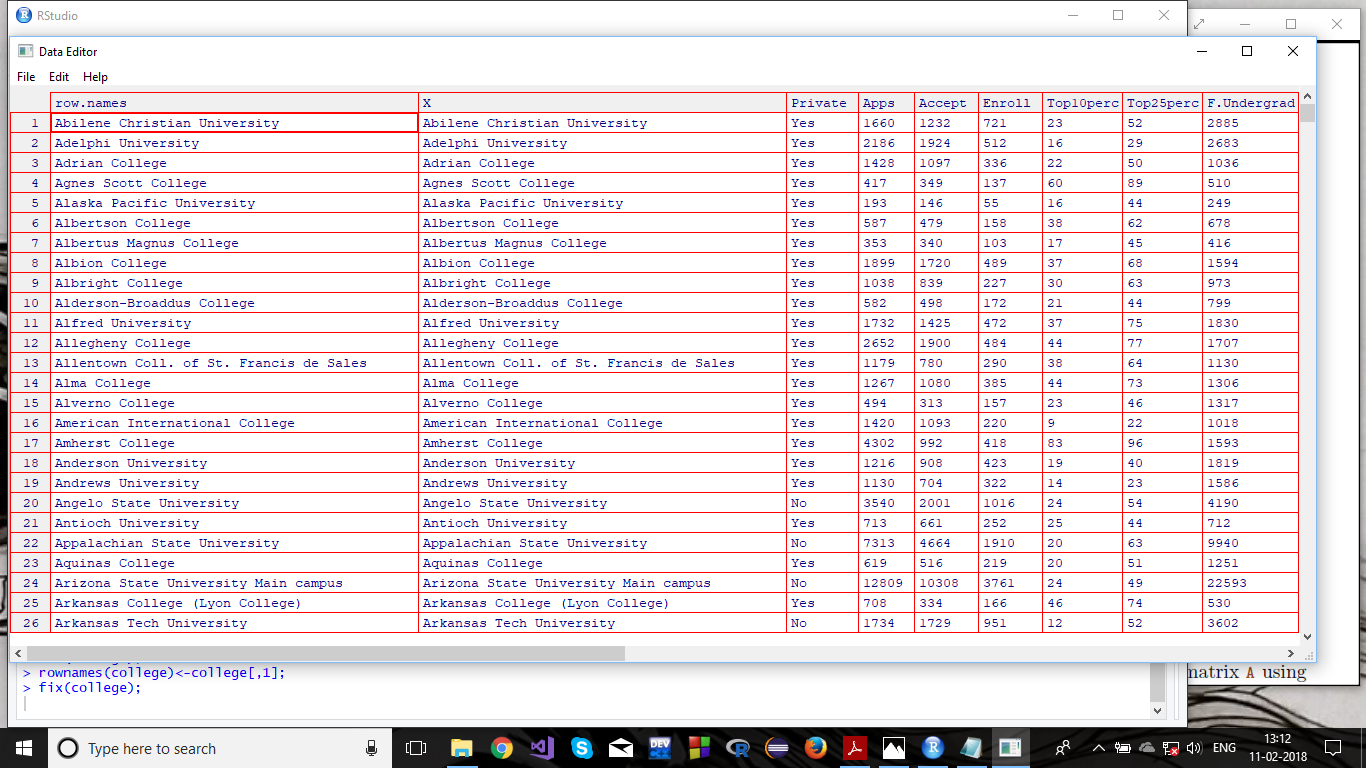 RStudio
Data Editor
File Edit Help
row.names X Private Apps Accept Enroll Top10perc Top25perc F.Undergrad
1 Abilene Christian University Abilene Christian University Yes 1660 1232 721 23 52 2885
2 Adelphi University Adelphi University Yes 2186 1924 512 16 29 2683
3 Adrian College Adrian College Yes 1428 1097 336 22 50 1036
4 Agnes Scott College Agnes Scott College Yes 417 349 137 60 89 510
5 Alaska Pacific University Alaska Pacific University Yes 193 146 55 16 44 249
6 Albertson College Albertson College Yes 587 479 158 38 62 678
7 Albertus Magnus College Albertus Magnus College Yes 353 340 103 17 45 416
8 Albion College Albion College Yes 1899 1720 489 37 68 1594
9 Albright College Albright College Yes 1038 839 227 30 63 973
10 Alderson-Broaddus College Alderson-Broaddus College Yes 582 498 172 21 44 799
11 Alfred University Alfred University Yes 1732 1425 472 37 75 1830
12 Allegheny College Allegheny College Yes 2652 1900 484 44 77 1707
13 Allentown Coll. of St. Francis de Sales Allentown Coll. of St. Francis de Sales Yes 1179 780 290 38 64 1130
14 Alma College Alma College Yes 1267 1080 385 44 73 1306
15 Alverno College Alverno College Yes 494 313 157 23 46 1317
16 American International College American International College Yes 1420 1093 220 9 22 1018
17 Amherst College Amherst College Yes 4302 992 418 83 96 1593
18 Anderson University Anderson University Yes 1216 908 423 19 40 1819
19 Andrews University Andrews University Yes 1130 704 322 14 23 1586
20 Angelo State University Angelo State University No 3540 2001 1016 24 54 4190
21 Antioch University Antioch University Yes 713 661 252 25 44 712
22 Appalachian State University Appalachian State University No 7313 4664 1910 20 63 9940
23 Aquinas College Aquinas College Yes 619 516 219 20 51 1251
24 Arizona State University Main campus Arizona State University Main campus No 12809 10308 3761 24 49 22593
25 Arkansas College (Lyon College) Arkansas College (Lyon College) Yes 708 334 166 46 74 530
26 Arkansas Tech University Arkansas Tech University No 1734 1729 951 12 52 3602
> rownames(college)<-college[,1];
> fix(college);
matrix A using
Type here to search
DEV
ENG
13:12
11-02-2018